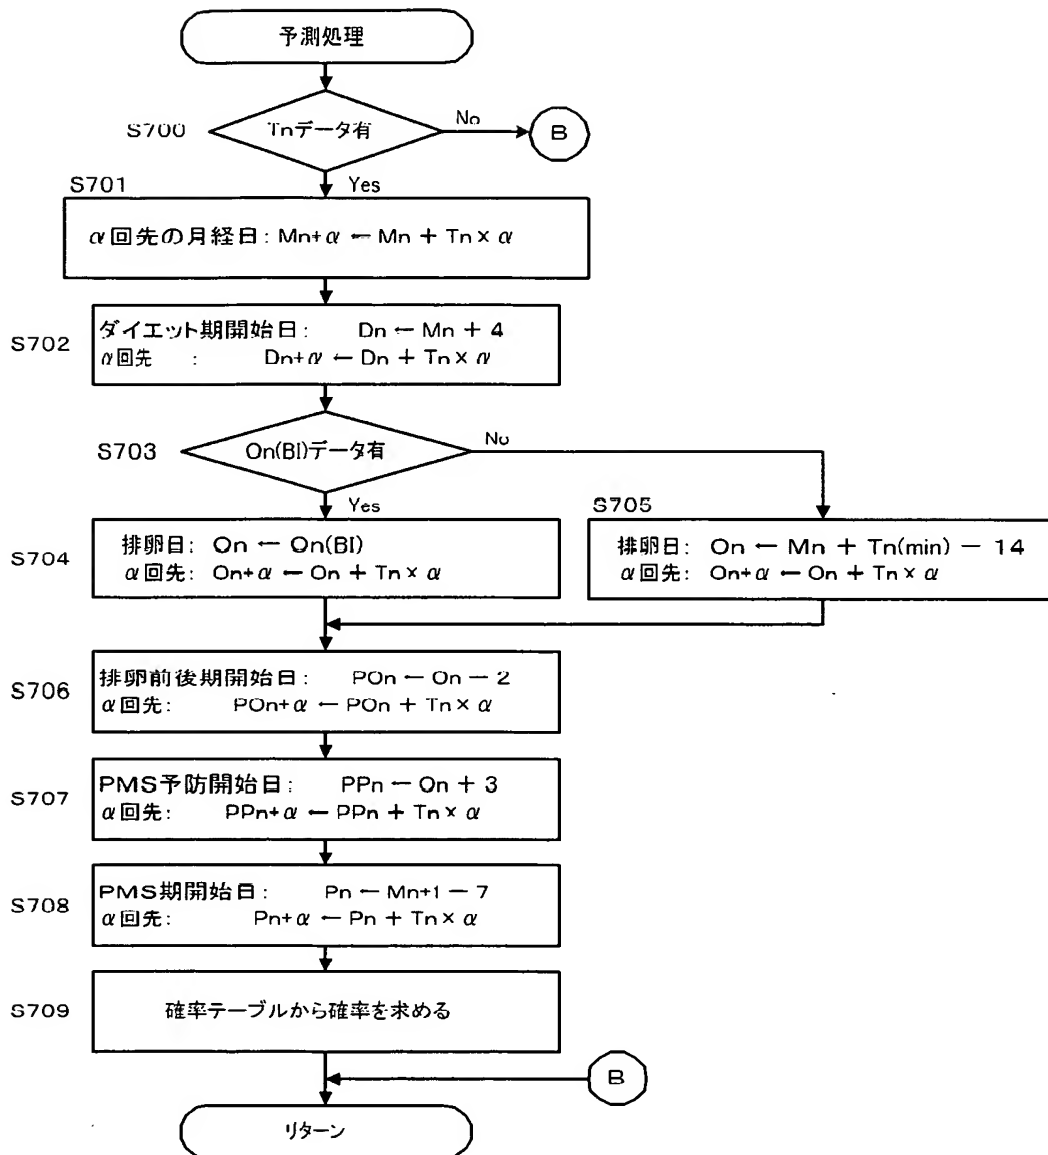 予測処理
S700
Tnデータ有
No
B
Yes
S701
α回先の月経日: Mn+α ← Mn + Tn × α
S702
ダイエット期開始日: Dn ← Mn + 4
α回先 : Dn+α ← Dn + Tn × α
S703
On(BI)データ有
No
Yes
S704
排卵日: On ← On(BI)
α回先: On+α ← On + Tn × α
S705
排卵日: On ← Mn + Tn(min) − 14
α回先: On+α ← On + Tn × α
S706
排卵前後期開始日: POn ← On − 2
α回先: POn+α ← POn + Tn × α
S707
PMS予防開始日: PPn ← On + 3
α回先: PPn+α ← PPn + Tn × α
S708
PMS期開始日: Pn ← Mn+1 − 7
α回先: Pn+α ← Pn + Tn × α
S709
確率テーブルから確率を求める
B
リターン